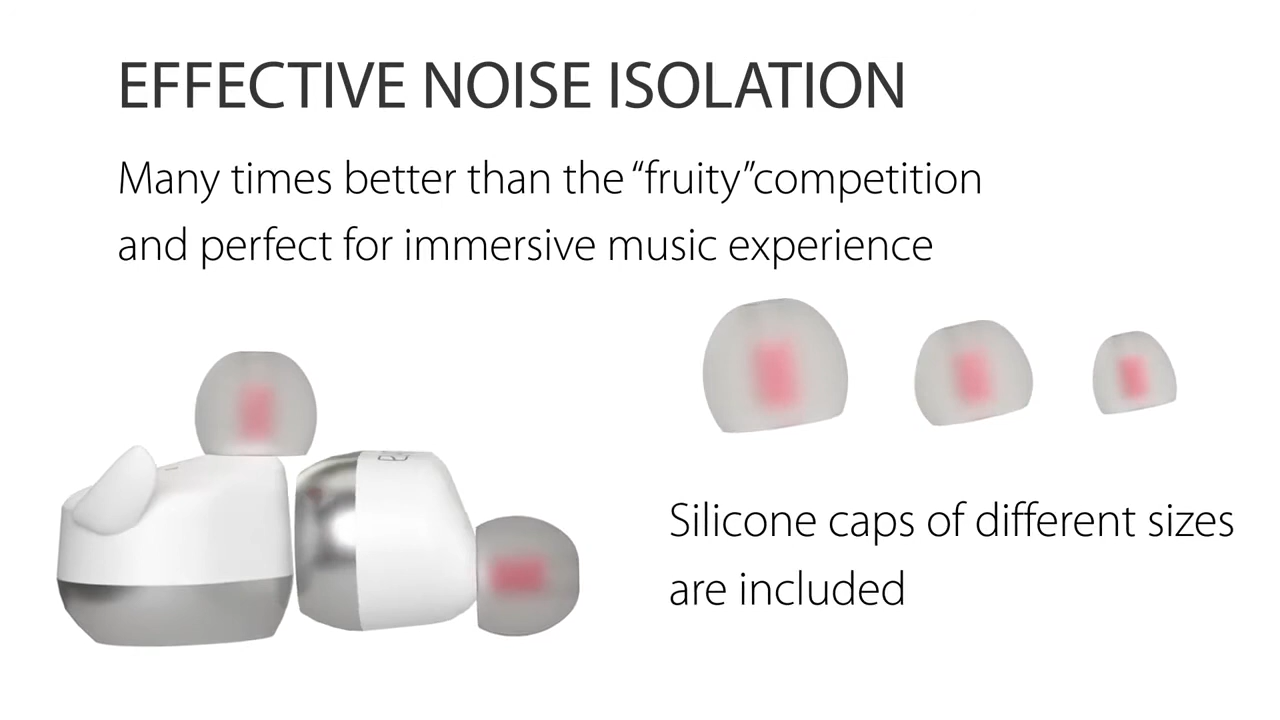 EFFECTIVE NOISE ISOLATION
Many times better than the “fruity”competition
and perfect for immersive music experience
Silicone caps of different sizes
are included